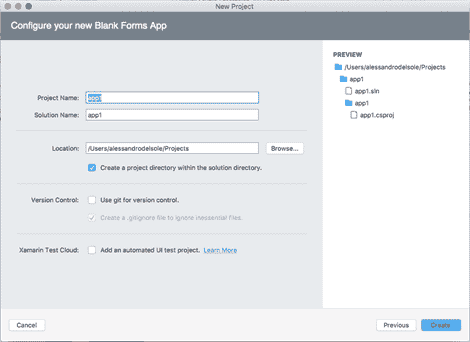 New Project
Configure your new Blank Forms App
PREVIEW
/Users/alessandrodelsole/Projects
app1
app1.sln
app1
app1.csproj
Project Name: app1
Solution Name: app1
Location: /Users/alessandrodelsole/Projects Browse...
Create a project directory within the solution directory.
Version Control: Use git for version control.
Create a .gitignore file to ignore inessential files.
Xamarin Test Cloud: Add an automated UI test project. Learn More
Cancel Previous Create